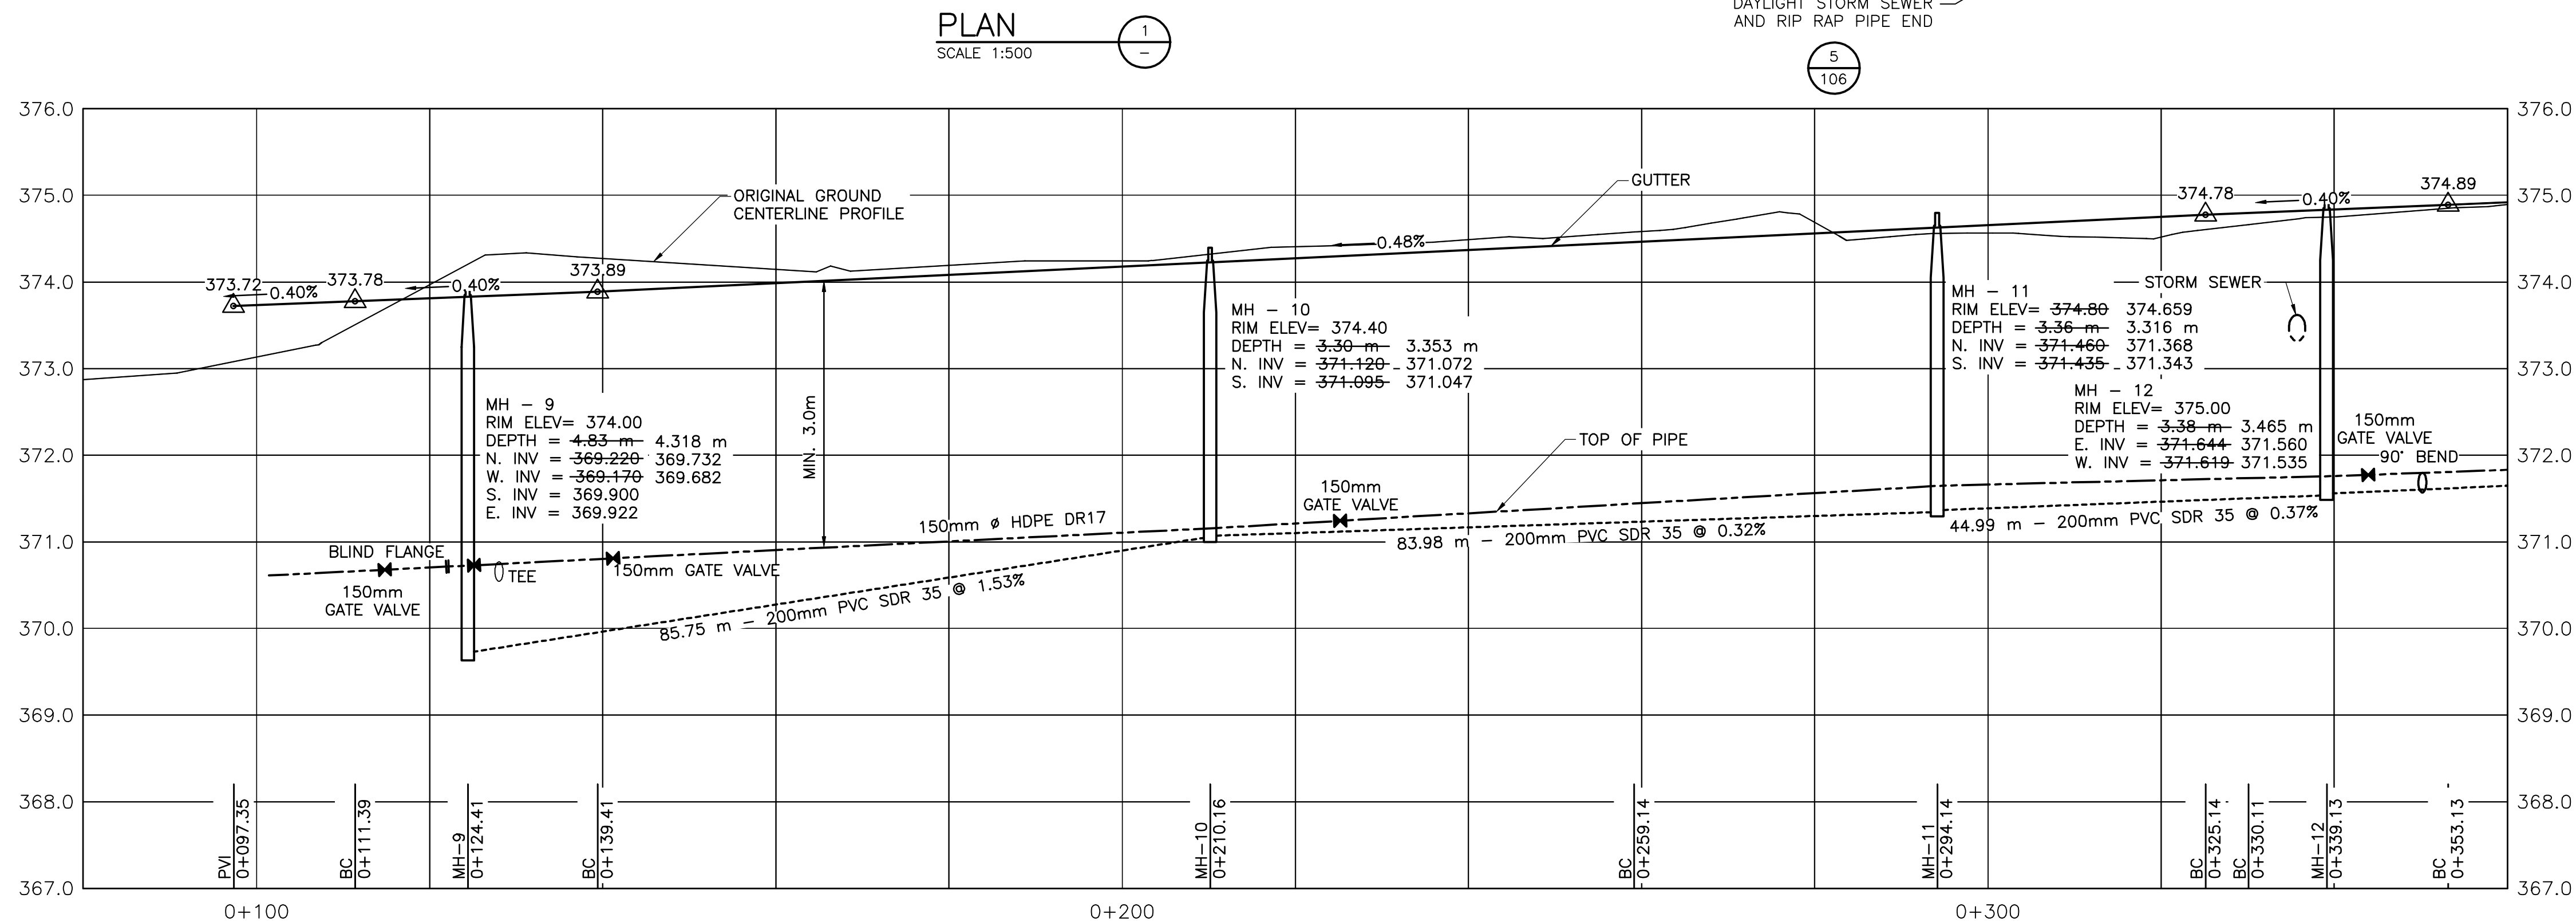 PLAN
SCALE 1:500
1
–
DAYLIGHT STORM SEWER
AND RIP RAP PIPE END
5
106
376.0
376.0
375.0
375.0
374.0
374.0
373.0
373.0
372.0
372.0
371.0
371.0
370.0
370.0
369.0
369.0
368.0
368.0
367.0
367.0
ORIGINAL GROUND
CENTERLINE PROFILE
GUTTER
373.72
0.40%
373.78
0.40%
373.89
0.48%
374.78
0.40%
374.89
MH – 9
RIM ELEV= 374.00
DEPTH = 4.83 m 4.318 m
N. INV = 369.220 369.732
W. INV = 369.170 369.682
S. INV = 369.900
E. INV = 369.922
MIN. 3.0m
MH – 10
RIM ELEV= 374.40
DEPTH = 3.30 m 3.353 m
N. INV = 371.120 371.072
S. INV = 371.095 371.047
MH – 11
RIM ELEV= 374.80 374.659
DEPTH = 3.36 m 3.316 m
N. INV = 371.460 371.368
S. INV = 371.435 371.343
STORM SEWER
MH – 12
RIM ELEV= 375.00
DEPTH = 3.38 m 3.465 m
E. INV = 371.644 371.560
W. INV = 371.619 371.535
150mm
GATE VALVE
90° BEND
TOP OF PIPE
150mm
GATE VALVE
150mm ø HDPE DR17
BLIND FLANGE
150mm
GATE VALVE
TEE
150mm GATE VALVE
85.75 m – 200mm PVC SDR 35 @ 1.53%
83.98 m – 200mm PVC SDR 35 @ 0.32%
44.99 m – 200mm PVC SDR 35 @ 0.37%
PVI
0+097.35
BC
0+111.39
MH-9
0+124.41
BC
0+139.41
MH-10
0+210.16
BC
0+259.14
MH-11
0+294.14
BC
0+325.14
BC
0+330.11
MH-12
0+339.13
BC
0+353.13
0+100
0+200
0+300